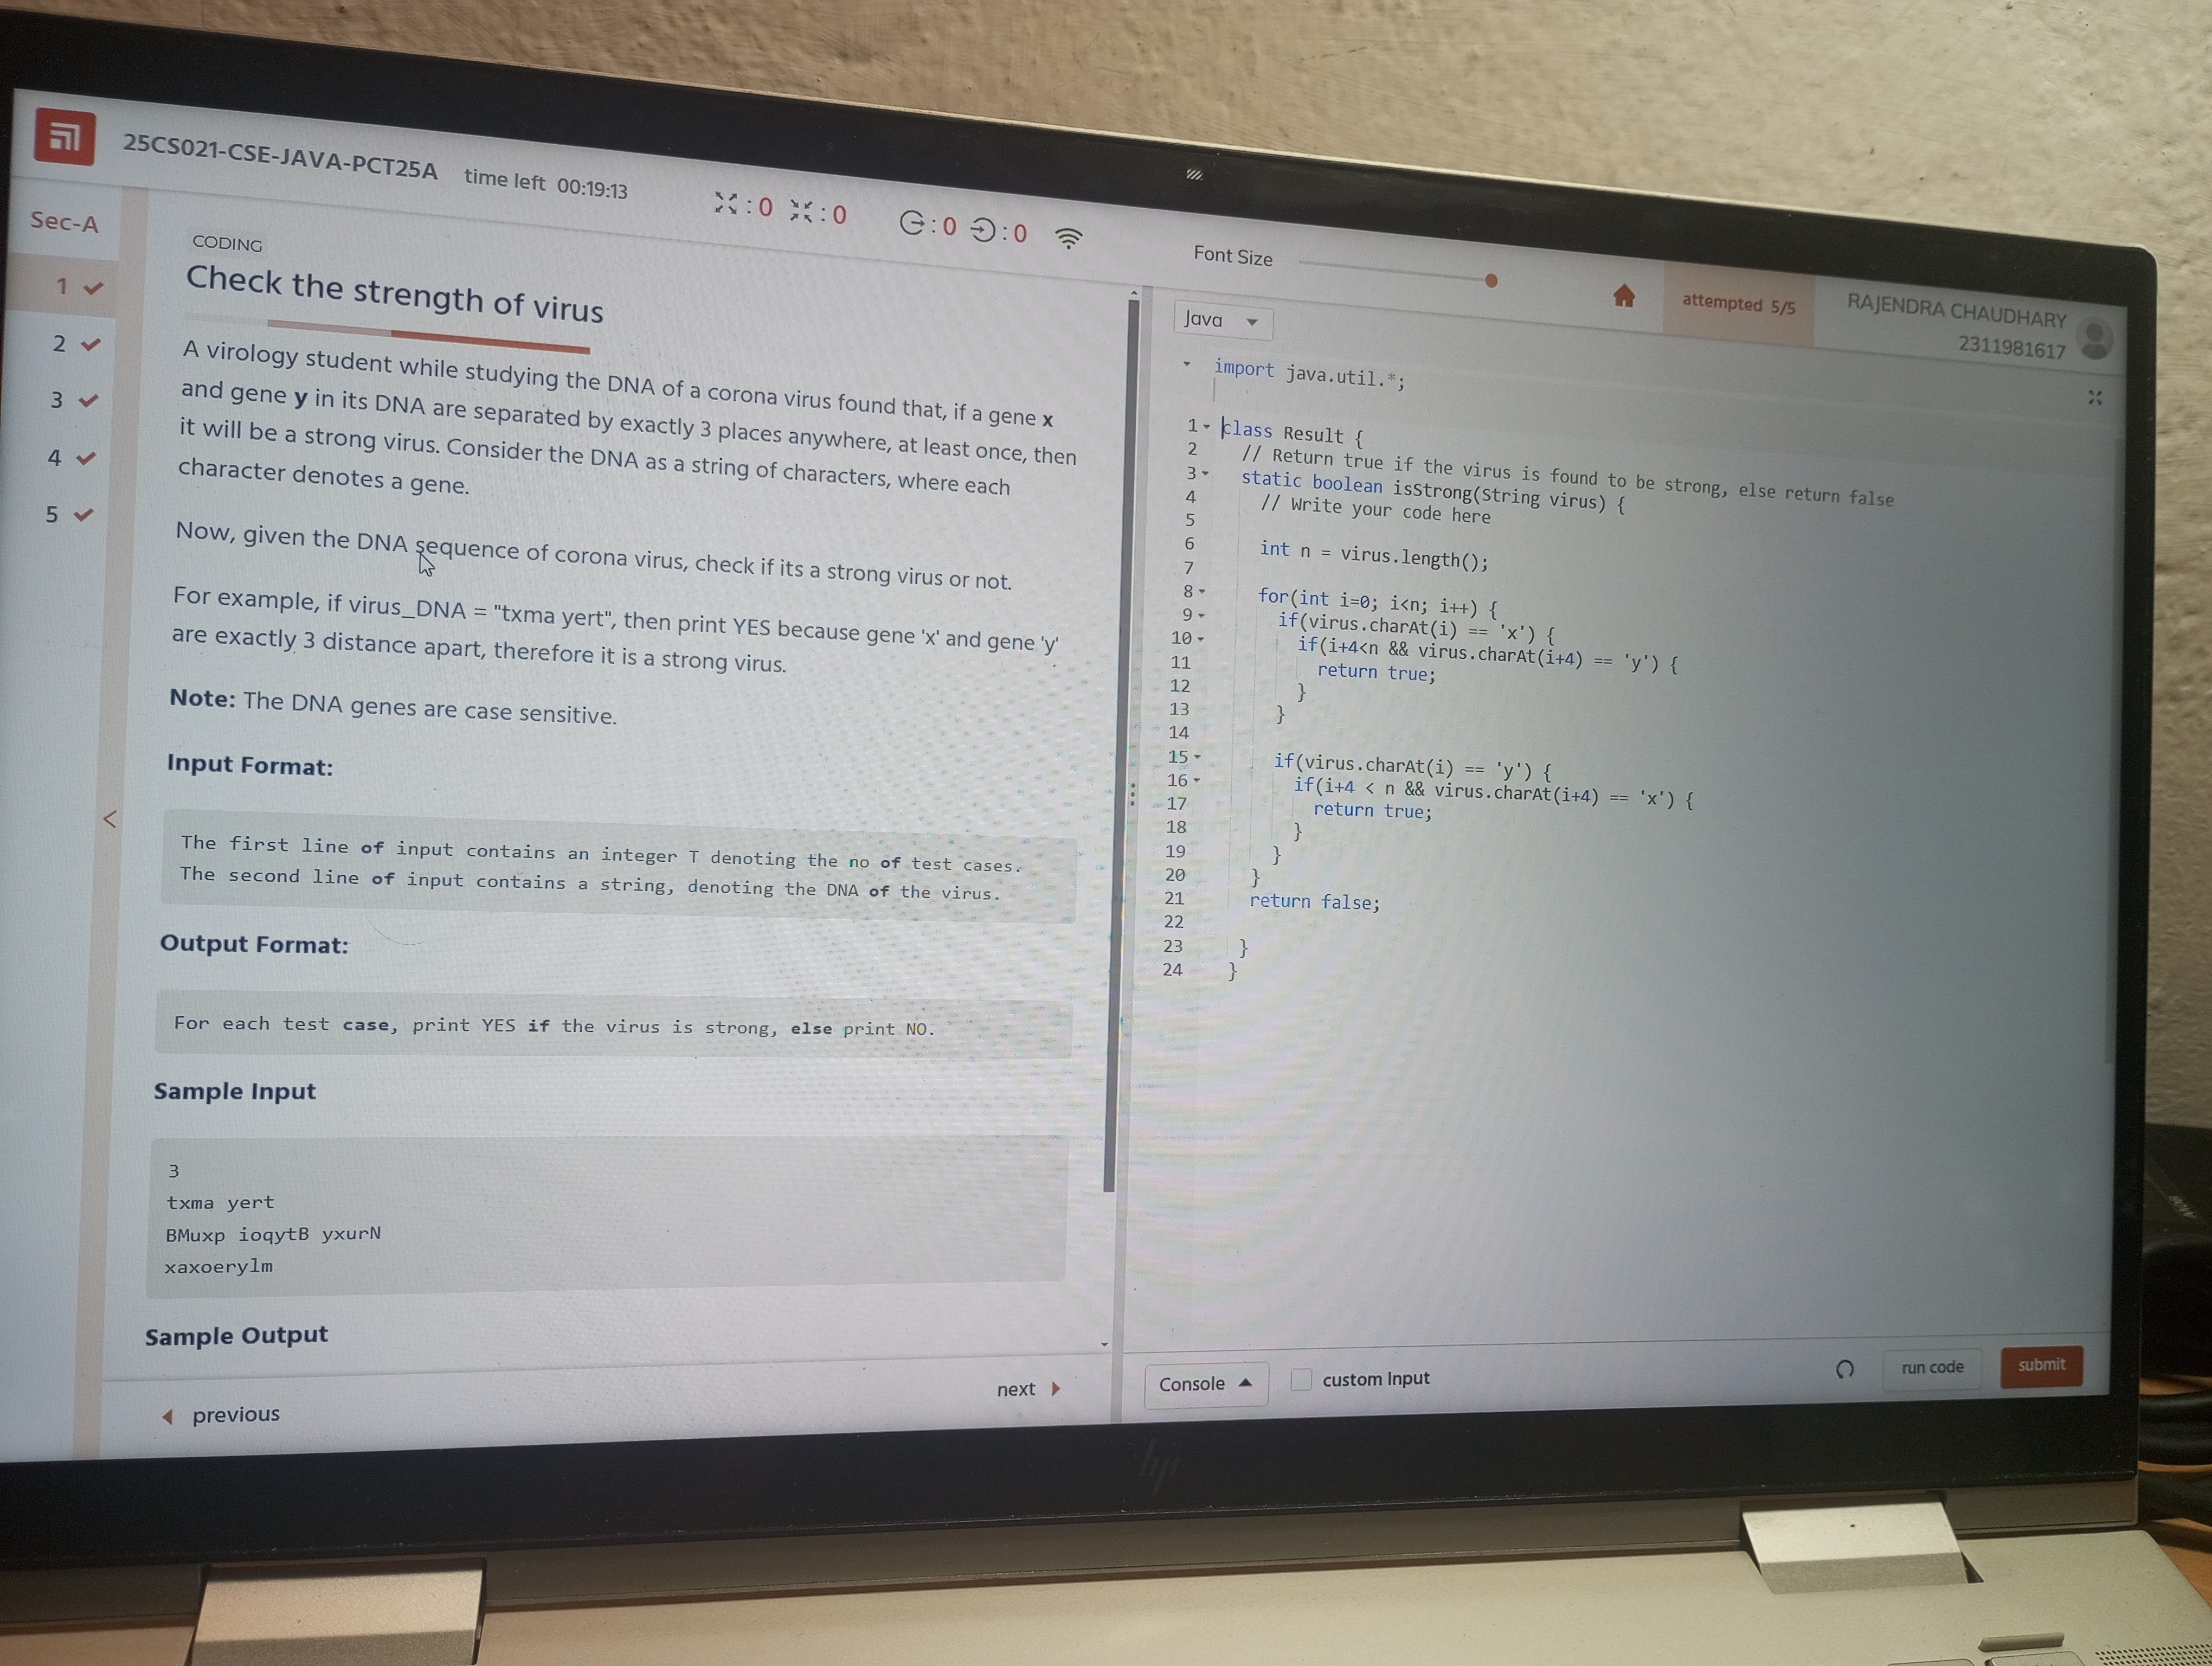 25CS021-CSE-JAVA-PCT25A time left 00:19:13 :0 :0 :0 :0
Sec-A
1
2
3
4
5
CODING
Check the strength of virus
A virology student while studying the DNA of a corona virus found that, if a gene x
and gene y in its DNA are separated by exactly 3 places anywhere, at least once, then
it will be a strong virus. Consider the DNA as a string of characters, where each
character denotes a gene.
Now, given the DNA sequence of corona virus, check if its a strong virus or not.
For example, if virus_DNA = "txma yert", then print YES because gene 'x' and gene 'y'
are exactly 3 distance apart, therefore it is a strong virus.
Note: The DNA genes are case sensitive.
Input Format:
The first line of input contains an integer T denoting the no of test cases.
The second line of input contains a string, denoting the DNA of the virus.
Output Format:
For each test case, print YES if the virus is strong, else print NO.
Sample Input
3
txma yert
BMuxp ioqytB yxurN
xaxoerylm
Sample Output
previous
next
Font Size
attempted 5/5
RAJENDRA CHAUDHARY
2311981617
Java
import java.util.*;
1 class Result {
2 // Return true if the virus is found to be strong, else return false
3 static boolean isStrong(String virus) {
4 // Write your code here
5
6 int n = virus.length();
7
8 for(int i=0; i<n; i++) {
9 if(virus.charAt(i) == 'x') {
10 if(i+4<n && virus.charAt(i+4) == 'y') {
11 return true;
12 }
13 }
14
15 if(virus.charAt(i) == 'y') {
16 if(i+4 < n && virus.charAt(i+4) == 'x') {
17 return true;
18 }
19 }
20 }
21 return false;
22
23 }
24 }
Console custom Input run code submit
hp